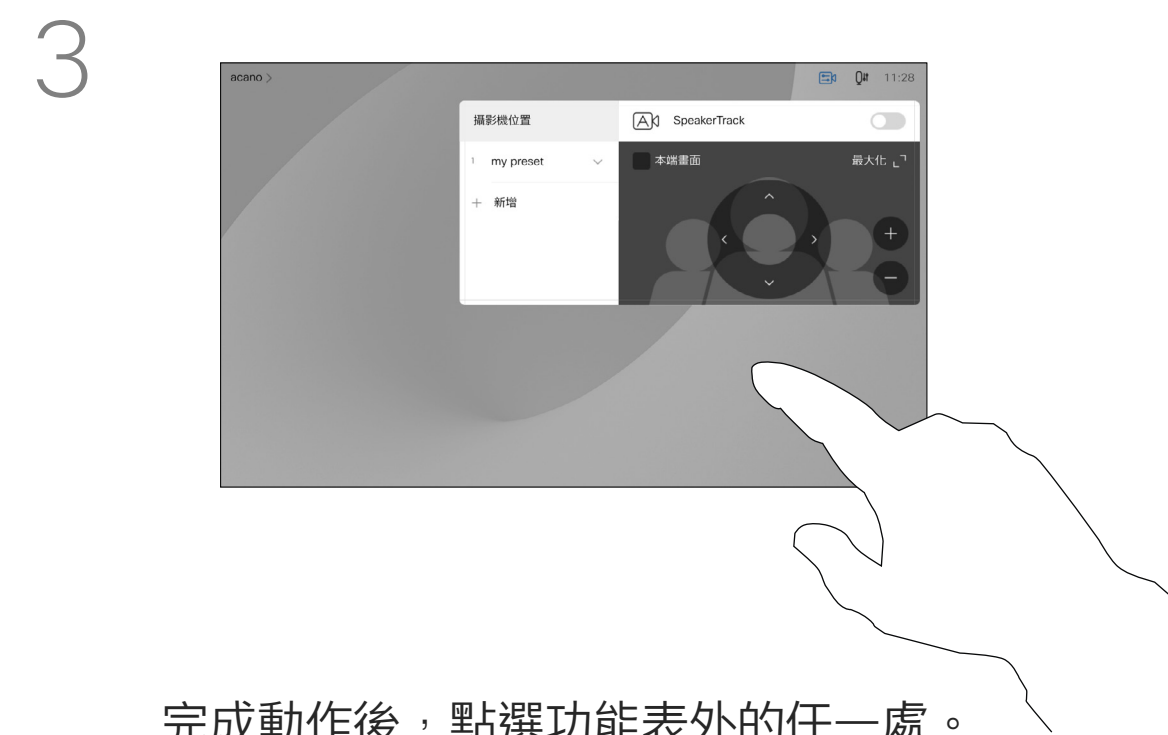 3
acano >
11:28
攝影機位置
SpeakerTrack
1 my preset
本端畫面
最大化
+ 新增
完成動作後，點選功能表外的任一處。